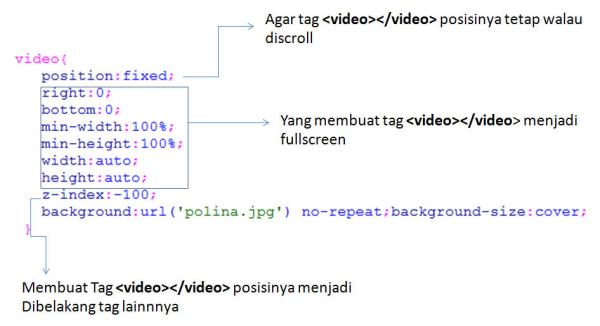 Agar tag <video></video> posisinya tetap walau
discroll
video{
position:fixed;
right:0;
bottom:0;
min-width:100%;
min-height:100%;
width:auto;
height:auto;
z-index:-100;
background:url('polina.jpg') no-repeat;background-size:cover;
}
Yang membuat tag <video></video> menjadi
fullscreen
Membuat Tag <video></video> posisinya menjadi
Dibelakang tag lainnnya